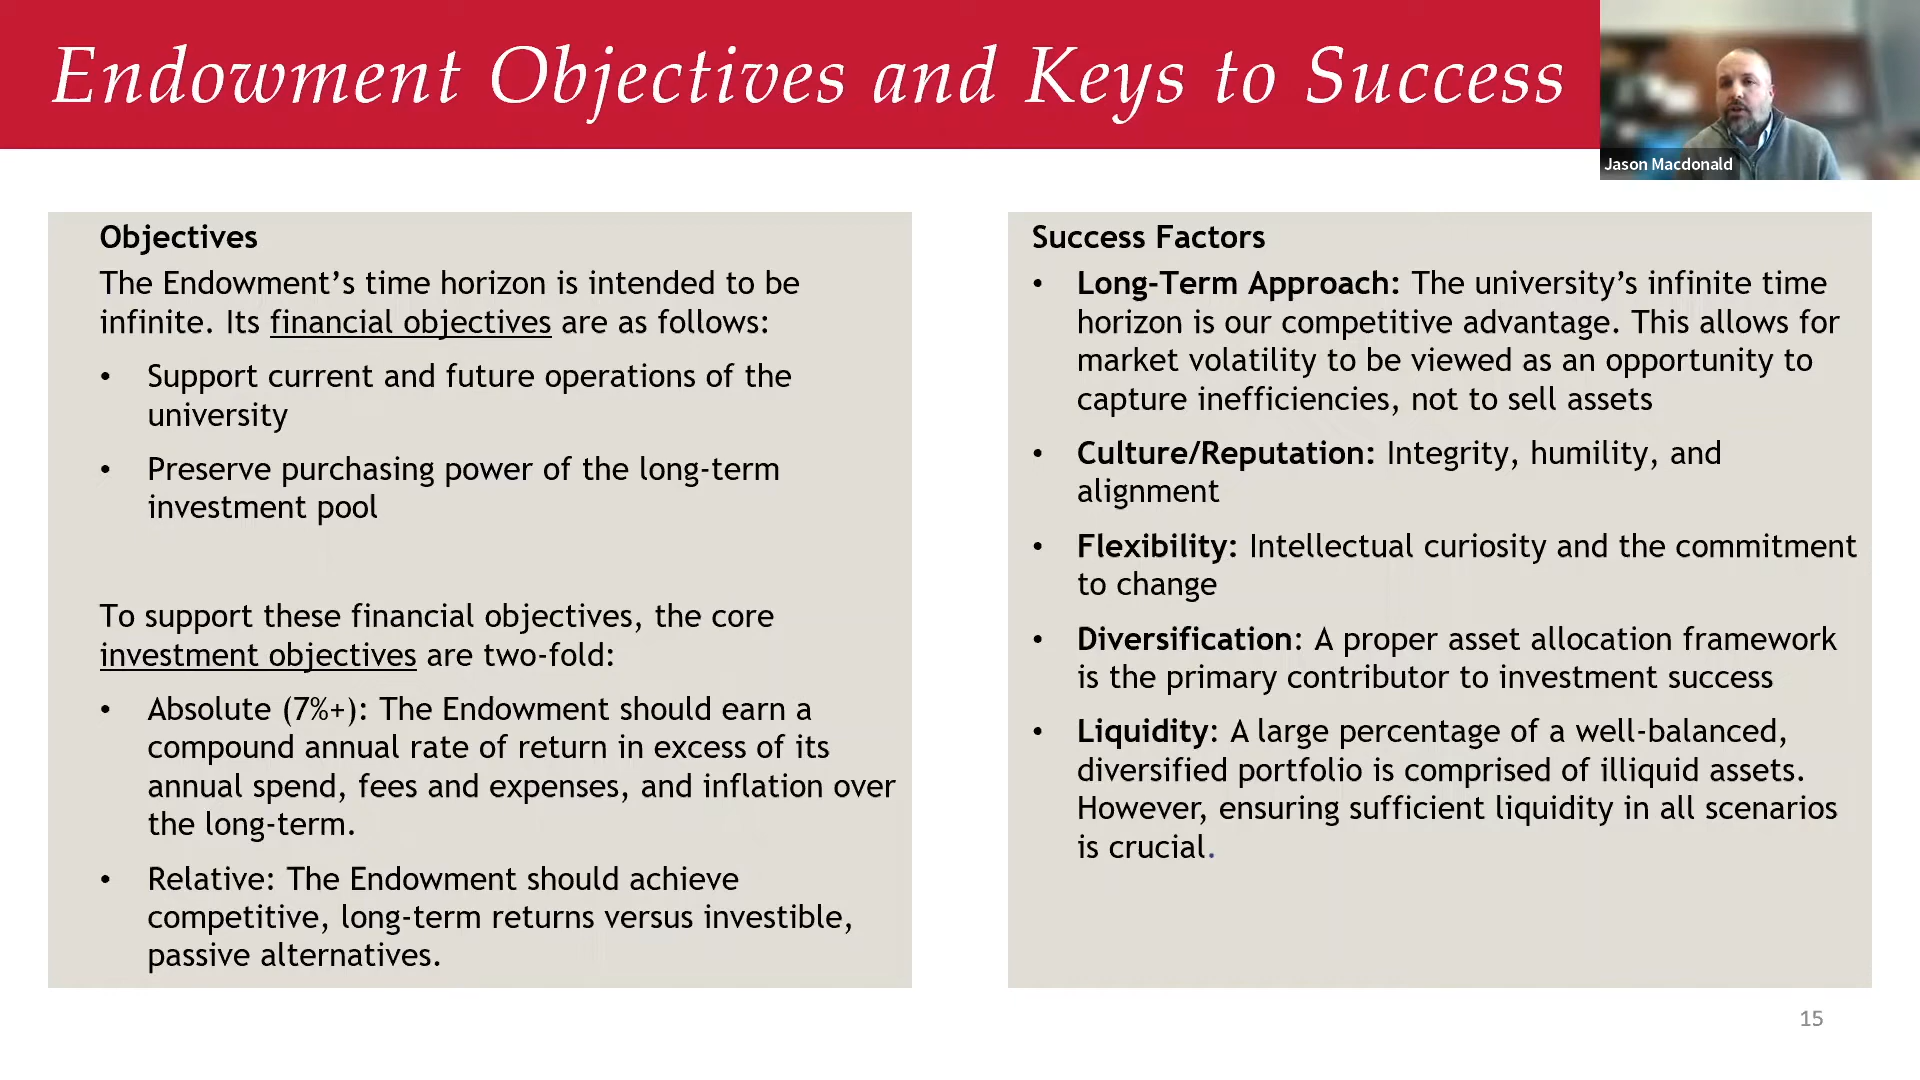 Endowment Objectives and Keys to Success
Jason Macdonald
Objectives
The Endowment’s time horizon is intended to be
infinite. Its financial objectives are as follows:
• Support current and future operations of the
university
• Preserve purchasing power of the long-term
investment pool
To support these financial objectives, the core
investment objectives are two-fold:
• Absolute (7%+): The Endowment should earn a
compound annual rate of return in excess of its
annual spend, fees and expenses, and inflation over
the long-term.
• Relative: The Endowment should achieve
competitive, long-term returns versus investible,
passive alternatives.
Success Factors
• Long-Term Approach: The university’s infinite time
horizon is our competitive advantage. This allows for
market volatility to be viewed as an opportunity to
capture inefficiencies, not to sell assets
• Culture/Reputation: Integrity, humility, and
alignment
• Flexibility: Intellectual curiosity and the commitment
to change
• Diversification: A proper asset allocation framework
is the primary contributor to investment success
• Liquidity: A large percentage of a well-balanced,
diversified portfolio is comprised of illiquid assets.
However, ensuring sufficient liquidity in all scenarios
is crucial.
15